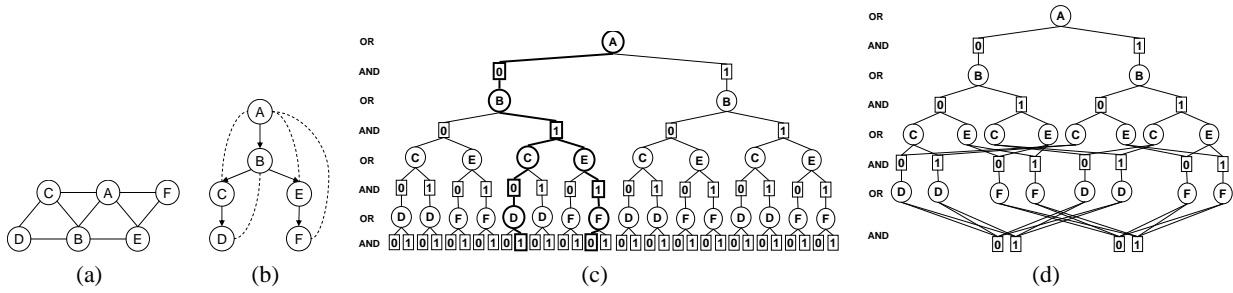 C A F
D B E
(a)
A
B
C E
D F
(b)
OR A
AND 0 1
OR B B
AND 0 1 0 1
OR C E C E C E C E
AND 0 1 0 1 0 1 0 1 0 1 0 1 0 1 0 1
OR D D F F D D F F D D F F D D F F
AND 0 1 0 1 0 1 0 1 0 1 0 1 0 1 0 1 0 1 0 1 0 1 0 1 0 1 0 1 0 1 0 1
(c)
OR A
AND 0 1
OR B B
AND 0 1 0 1
OR C E C E C E C E
AND 0 1 0 1 0 1 0 1
OR D D F F D D F F
AND 0 1 0 1
(d)